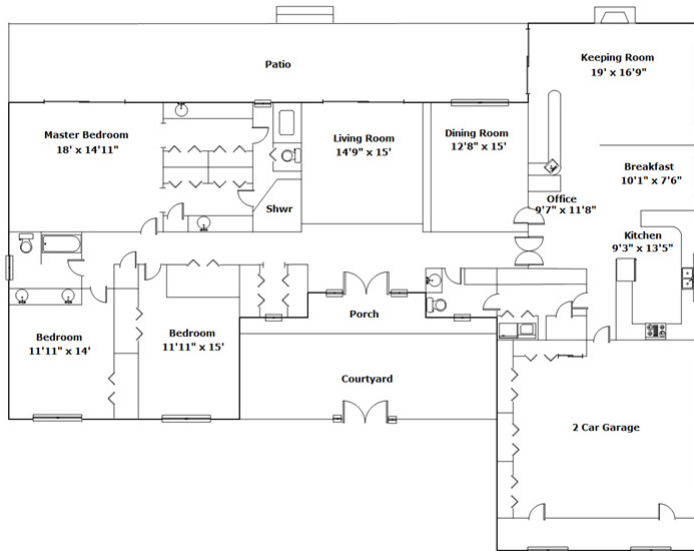 Keeping Room
19' x 16'9"
Patio
Master Bedroom
18' x 14'11"
Living Room
14'9" x 15'
Dining Room
12'8" x 15'
Breakfast
10'1" x 7'6"
Office
9'7" x 11'8"
Shwr
Kitchen
9'3" x 13'5"
Porch
Bedroom
11'11" x 14'
Bedroom
11'11" x 15'
Courtyard
2 Car Garage